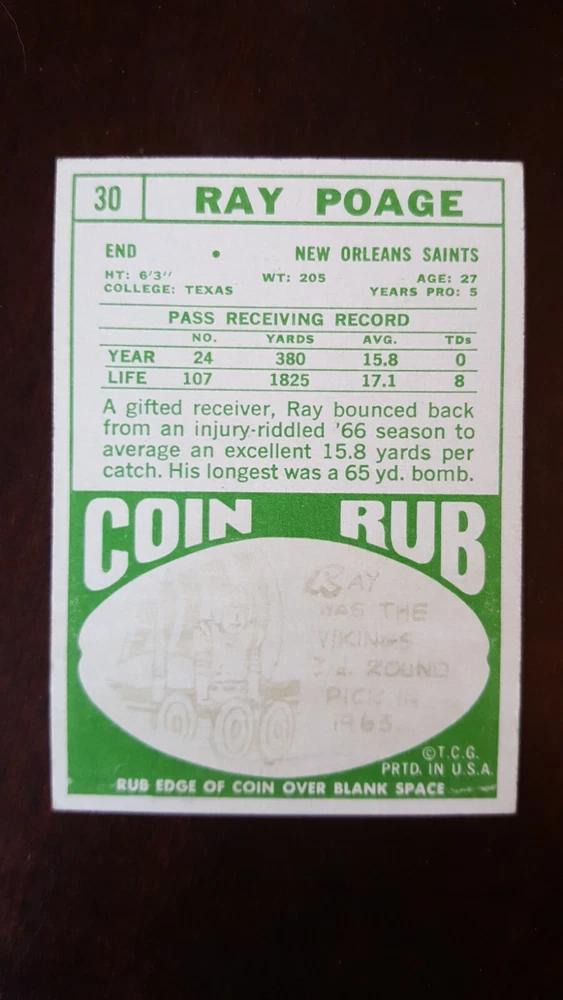 30 RAY POAGE
END • NEW ORLEANS SAINTS
HT: 6'3" WT: 205 AGE: 27
COLLEGE: TEXAS YEARS PRO: 5
PASS RECEIVING RECORD
NO. YARDS AVG. TDs
YEAR 24 380 15.8 0
LIFE 107 1825 17.1 8
A gifted receiver, Ray bounced back
from an injury-riddled '66 season to
average an excellent 15.8 yards per
catch. His longest was a 65 yd. bomb.
COIN RUB
RAY
WAS THE
VIKINGS
ROUND
PICK IN
1963
©T.C.G.
PRTD. IN U.S.A.
RUB EDGE OF COIN OVER BLANK SPACE